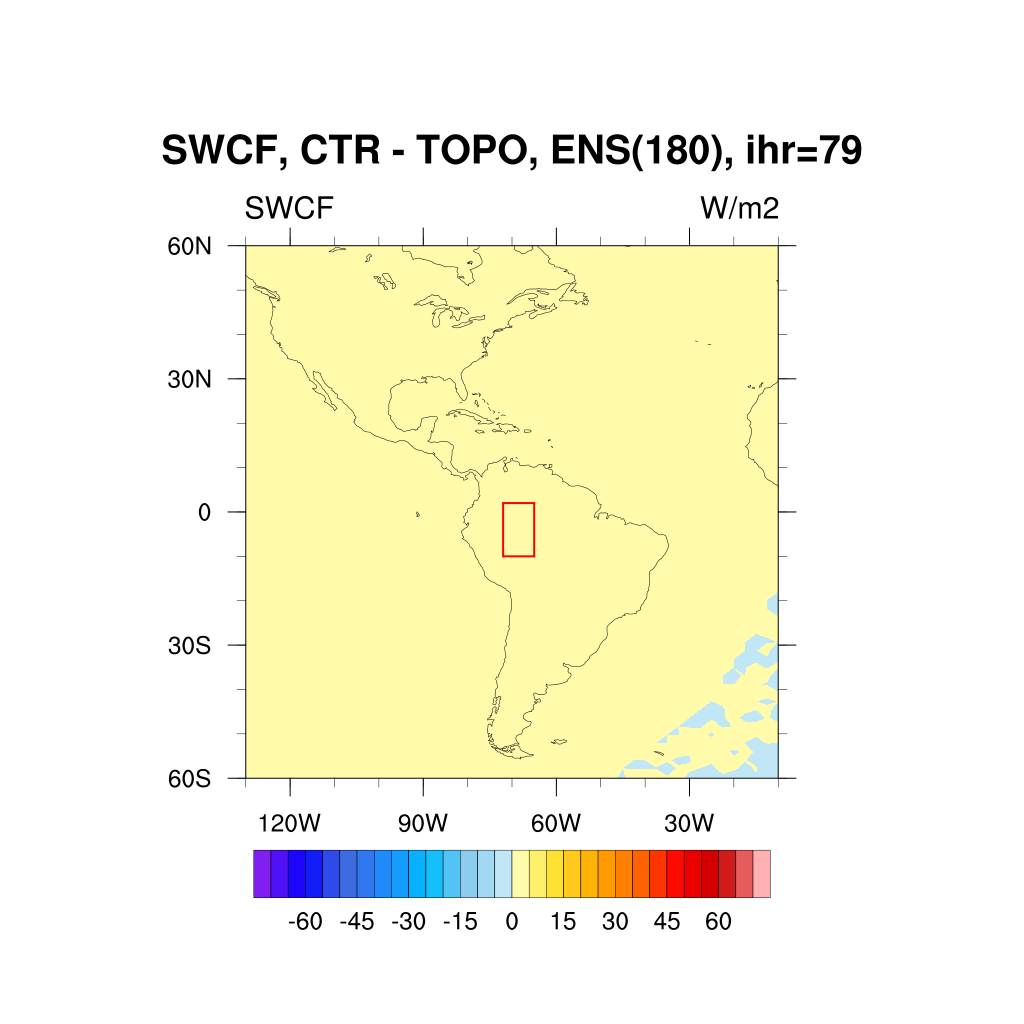 SWCF, CTR - TOPO, ENS(180), ihr=79
SWCF W/m2
60N
30N
0
30S
60S
120W 90W 60W 30W
-60 -45 -30 -15 0 15 30 45 60